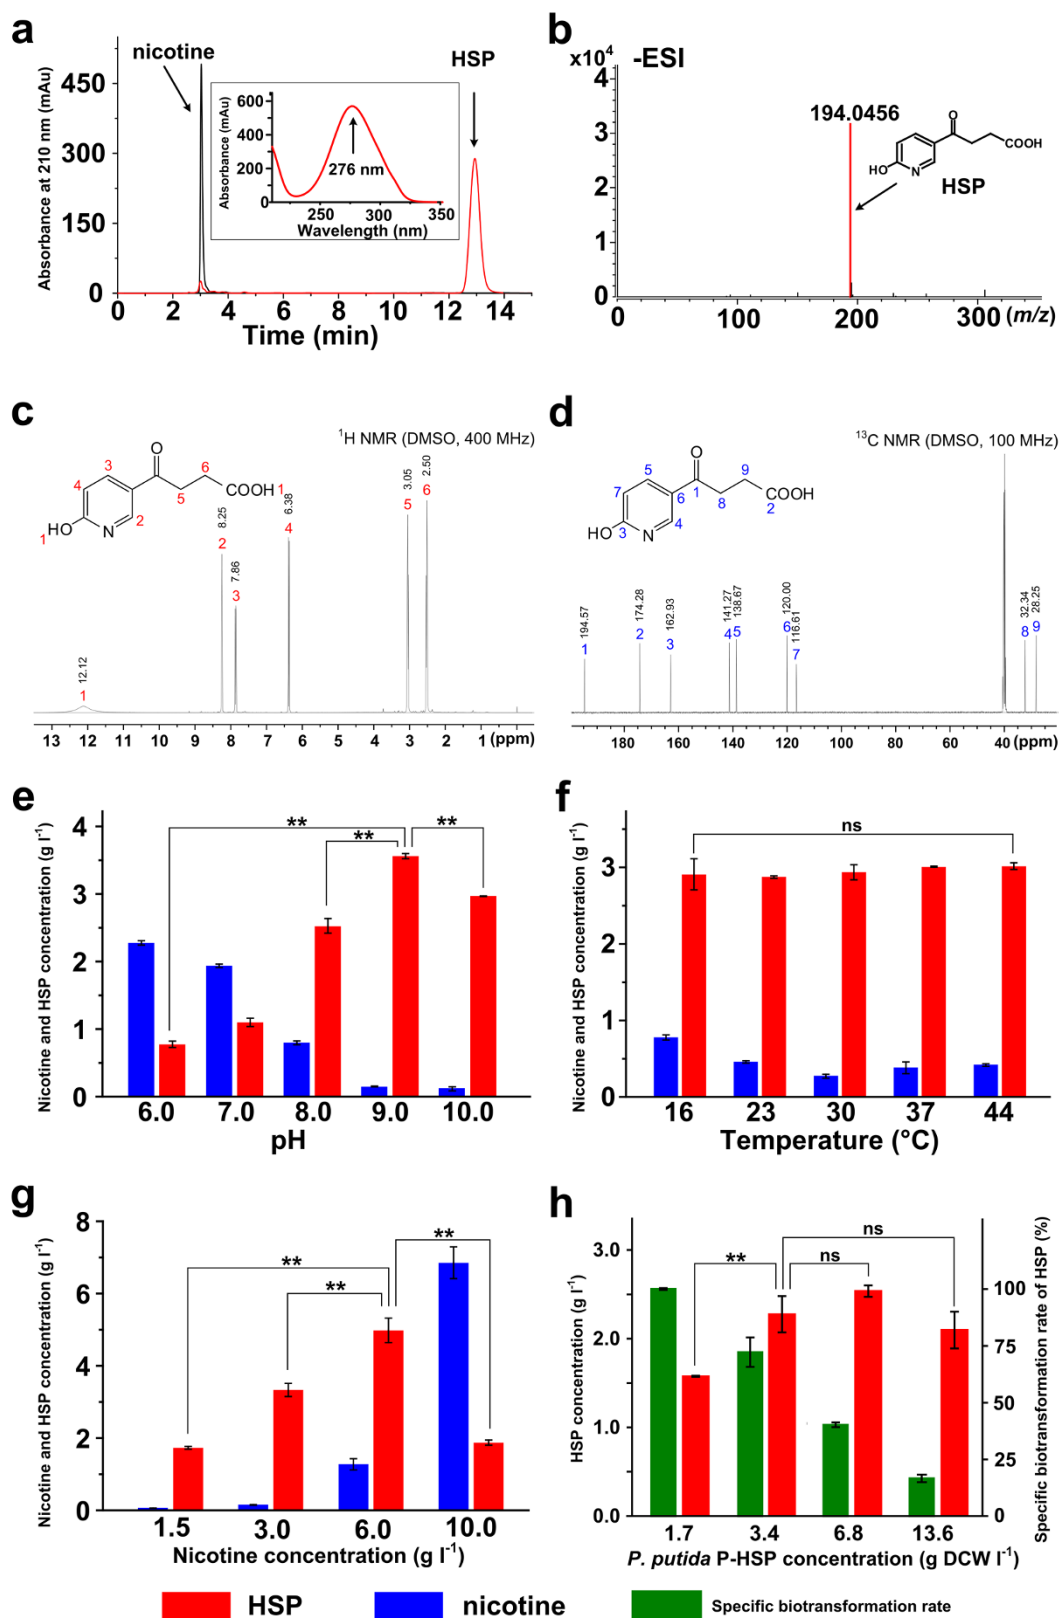 a
nicotine
HSP
Absorbance at 210 nm (mAu)
450
300
150
0
0 2 4 6 8 10 12 14
Time (min)
Absorbance (mAu)
600
400
200
0
276 nm
250 300 350
Wavelength (nm)
b
x10⁴
-ESI
4
3
2
1
0
194.0456
O
COOH
HO
N
HSP
0 100 200 300 (m/z)
c
¹H NMR (DMSO, 400 MHz)
O
3 6
4
5 COOH 1
HO N 2
1
12.12
1
8.25
2
7.86
3
6.38
4
3.05
5
2.50
6
13 12 11 10 9 8 7 6 5 4 3 2 1 (ppm)
d
¹³C NMR (DMSO, 100 MHz)
O
5 9
7 6 1 COOH
8 2
HO N 4
3
194.57
1
174.28
2
162.93
3
141.27
4
138.67
5
120.00
6
116.61
7
32.34
8
28.25
9
180 160 140 120 100 80 60 40 (ppm)
e
Nicotine and HSP concentration (g l⁻¹)
4
3
2
1
0
**
**
**
6.0 7.0 8.0 9.0 10.0
pH
f
Nicotine and HSP concentration (g l⁻¹)
3
2
1
0
ns
16 23 30 37 44
Temperature (°C)
g
Nicotine and HSP concentration (g l⁻¹)
8
6
4
2
0
**
**
**
1.5 3.0 6.0 10.0
Nicotine concentration (g l⁻¹)
h
HSP concentration (g l⁻¹)
3.0
2.0
1.0
0.0
**
ns
ns
100
75
50
25
0
Specific biotransformation rate of HSP (%)
1.7 3.4 6.8 13.6
P. putida P-HSP concentration (g DCW l⁻¹)
HSP
nicotine
Specific biotransformation rate